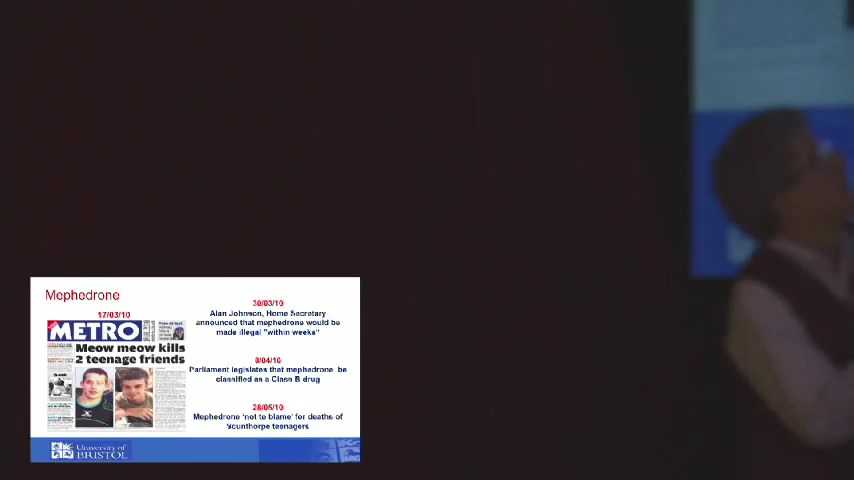 Mephedrone
17/03/10
METRO
Meow meow kills
2 teenage friends
30/03/10
Alan Johnson, Home Secretary
announced that mephedrone would be
made illegal "within weeks"
8/04/10
Parliament legislates that mephedrone be
classified as a Class B drug
28/05/10
Mephedrone 'not to blame' for deaths of
Scunthorpe teenagers
University of
BRISTOL